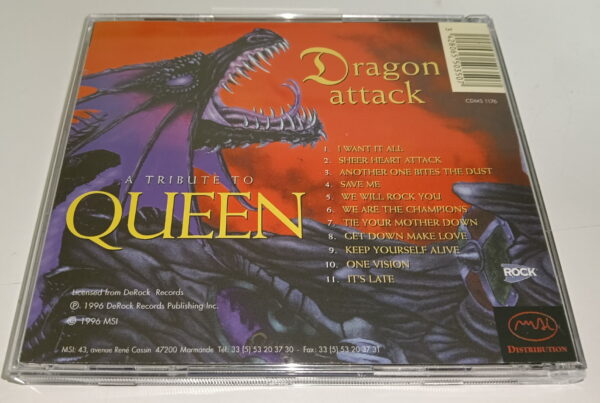 Dragon
attack
CDMS 1176
A TRIBUTE TO
QUEEN
1. I WANT IT ALL
2. SHEER HEART ATTACK
3. ANOTHER ONE BITES THE DUST
4. SAVE ME
5. WE WILL ROCK YOU
6. WE ARE THE CHAMPIONS
7. TIE YOUR MOTHER DOWN
8. GET DOWN MAKE LOVE
9. KEEP YOURSELF ALIVE
10. ONE VISION
11. IT'S LATE
ROCK
Licensed from DeRock Records
℗ 1996 DeRock Records Publishing Inc.
© 1996 MSI
MSI: 43, avenue René Cassin 47200 Marmande - Tél: 33 (5) 53 20 37 30 - Fax: 33 (5) 53 20 37 31
msi
DISTRIBUTION